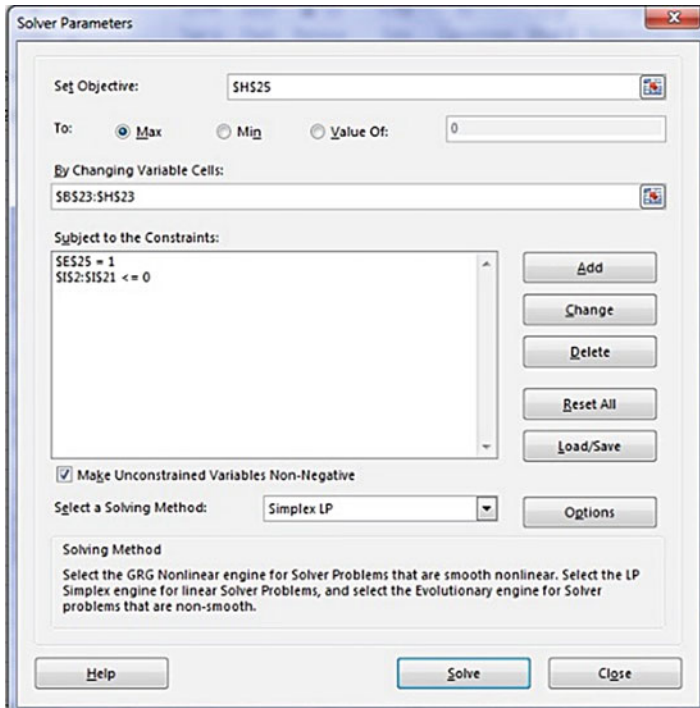 Solver Parameters
Set Objective: $H$25
To: Max Min Value Of: 0
By Changing Variable Cells:
$B$23:$H$23
Subject to the Constraints:
$E$25 = 1
$I$2:$I$21 <= 0
Add
Change
Delete
Reset All
Load/Save
Make Unconstrained Variables Non-Negative
Select a Solving Method: Simplex LP Options
Solving Method
Select the GRG Nonlinear engine for Solver Problems that are smooth nonlinear. Select the LP
Simplex engine for linear Solver Problems, and select the Evolutionary engine for Solver
problems that are non-smooth.
Help Solve Close